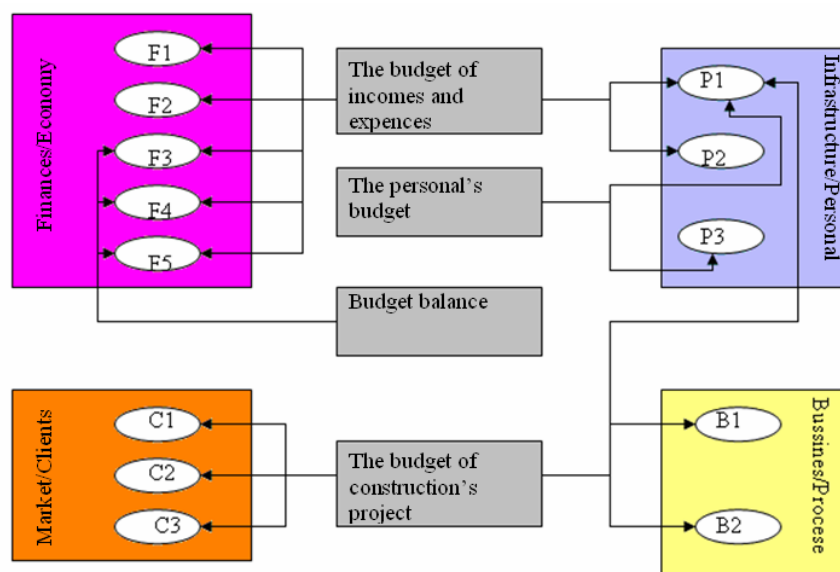 Finances/Economy
F1
F2
F3
F4
F5
The budget of
incomes and
expences
The personal's
budget
Budget balance
Infrastructure/Personal
P1
P2
P3
Market/Clients
C1
C2
C3
The budget of
construction's
project
B1
B2
Bussines/Procese